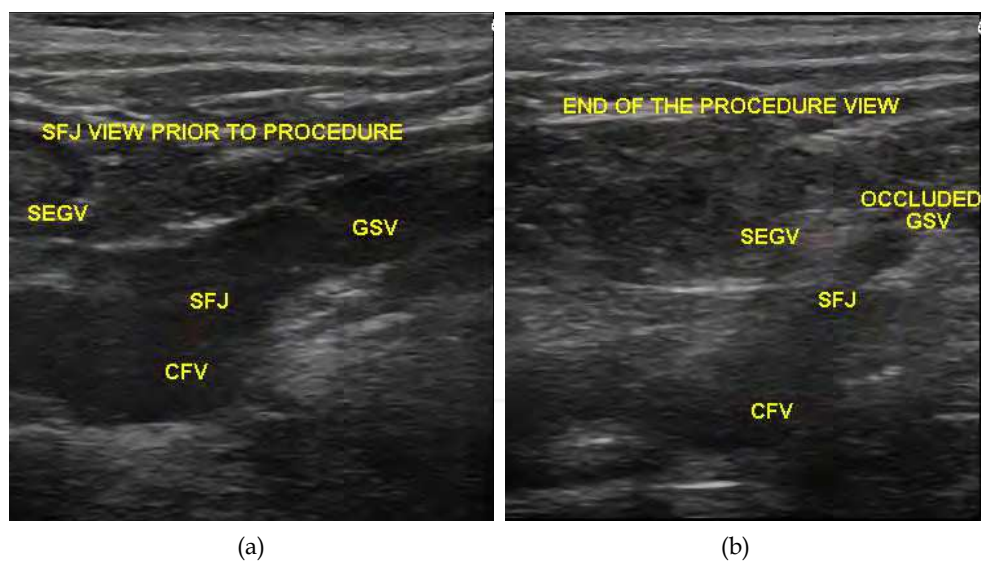 SFJ VIEW PRIOR TO PROCEDURE
SEGV
GSV
SFJ
CFV
(a)
END OF THE PROCEDURE VIEW
OCCLUDED
GSV
SEGV
SFJ
CFV
(b)